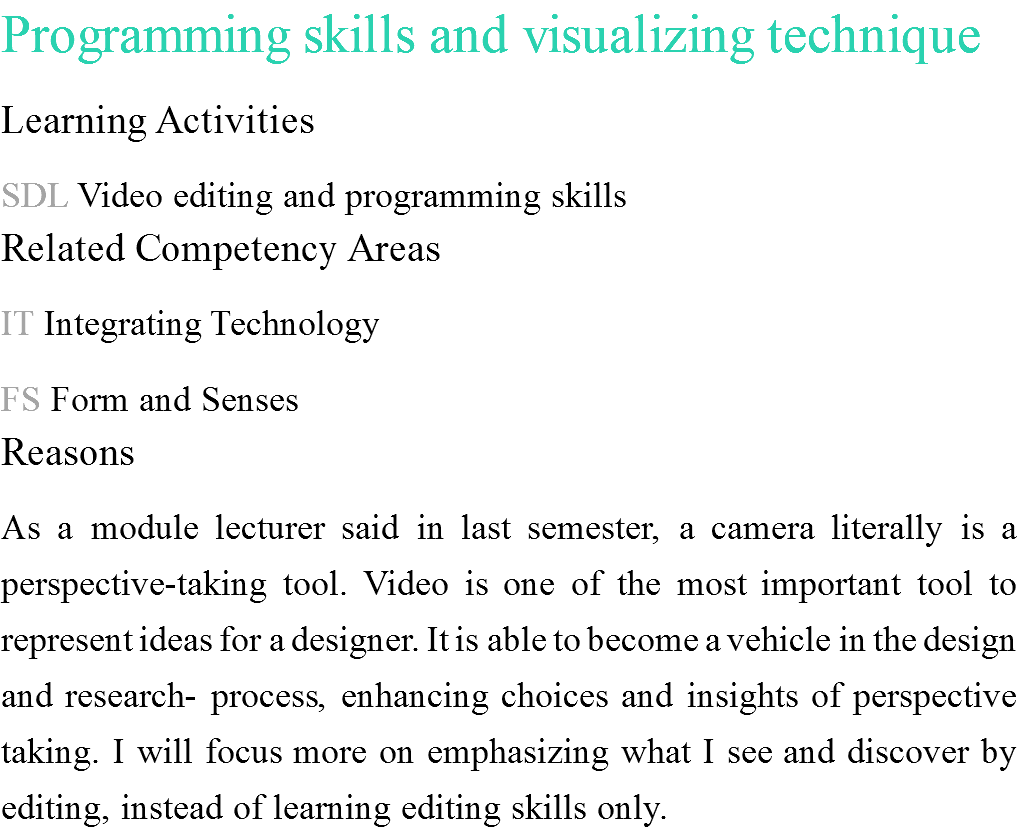 Programming skills and visualizing technique
Learning Activities
SDL Video editing and programming skills
Related Competency Areas
IT Integrating Technology
FS Form and Senses
Reasons
As a module lecturer said in last semester, a camera literally is a
perspective-taking tool. Video is one of the most important tool to
represent ideas for a designer. It is able to become a vehicle in the design
and research- process, enhancing choices and insights of perspective
taking. I will focus more on emphasizing what I see and discover by
editing, instead of learning editing skills only.